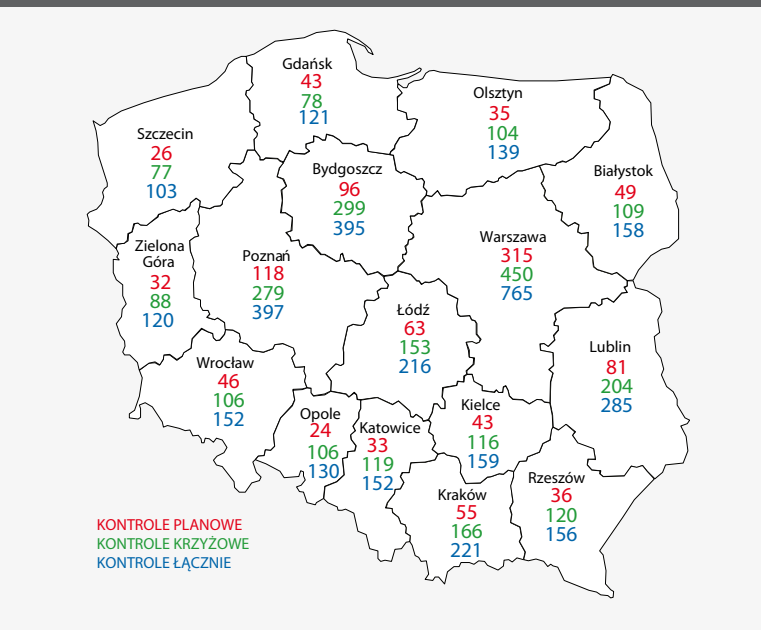 Gdańsk
43
78
121
Olsztyn
35
104
139
Szczecin
26
77
103
Bydgoszcz
96
299
395
Białystok
49
109
158
Zielona
Góra
32
88
120
Poznań
118
279
397
Warszawa
315
450
765
Łódź
63
153
216
Lublin
81
204
285
Wrocław
46
106
152
Opole
24
106
130
Katowice
33
119
152
Kielce
43
116
159
Kraków
55
166
221
Rzeszów
36
120
156
KONTROLE PLANOWE
KONTROLE KRZYŻOWE
KONTROLE ŁĄCZNIE